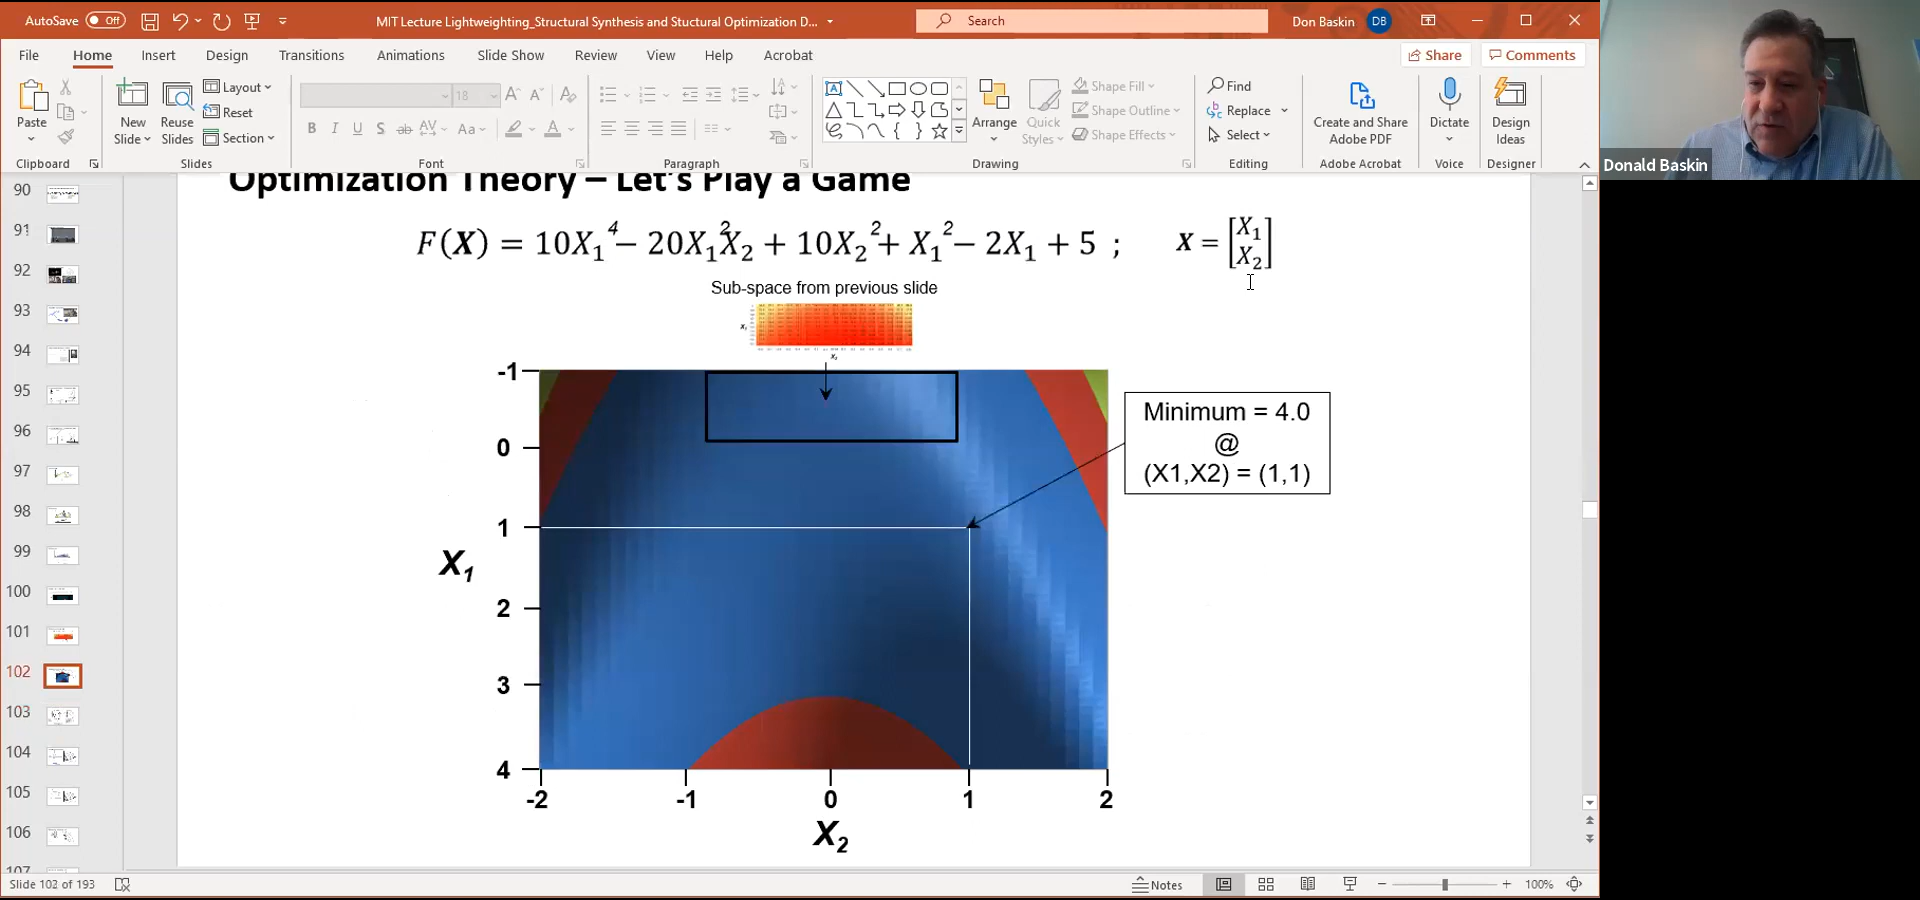 AutoSave Off MIT Lecture Lightweighting_Structural Synthesis and Stuctural Optimization D... Search Don Baskin DB
File Home Insert Design Transitions Animations Slide Show Review View Help Acrobat Share Comments
Paste New Slide Reuse Slides Layout Reset Section 18 Arrange Quick Styles Shape Fill Shape Outline Shape Effects Find Replace Select Create and Share Adobe PDF Dictate Design Ideas
Clipboard Slides Font Paragraph Drawing Editing Adobe Acrobat Voice Designer
Donald Baskin
90
91
92
93
94
95
96
97
98
99
100
101
102
103
104
105
106
107
Optimization Theory – Let's Play a Game
F(X) = 10X₁⁴ − 20X₁²X₂ + 10X₂² + X₁² − 2X₁ + 5 ; X = [X₁ X₂]
Sub-space from previous slide
-1
0
1
2
3
4
X₁
-2 -1 0 1 2
X₂
Minimum = 4.0
@
(X1,X2) = (1,1)
Slide 102 of 193 Notes 100%